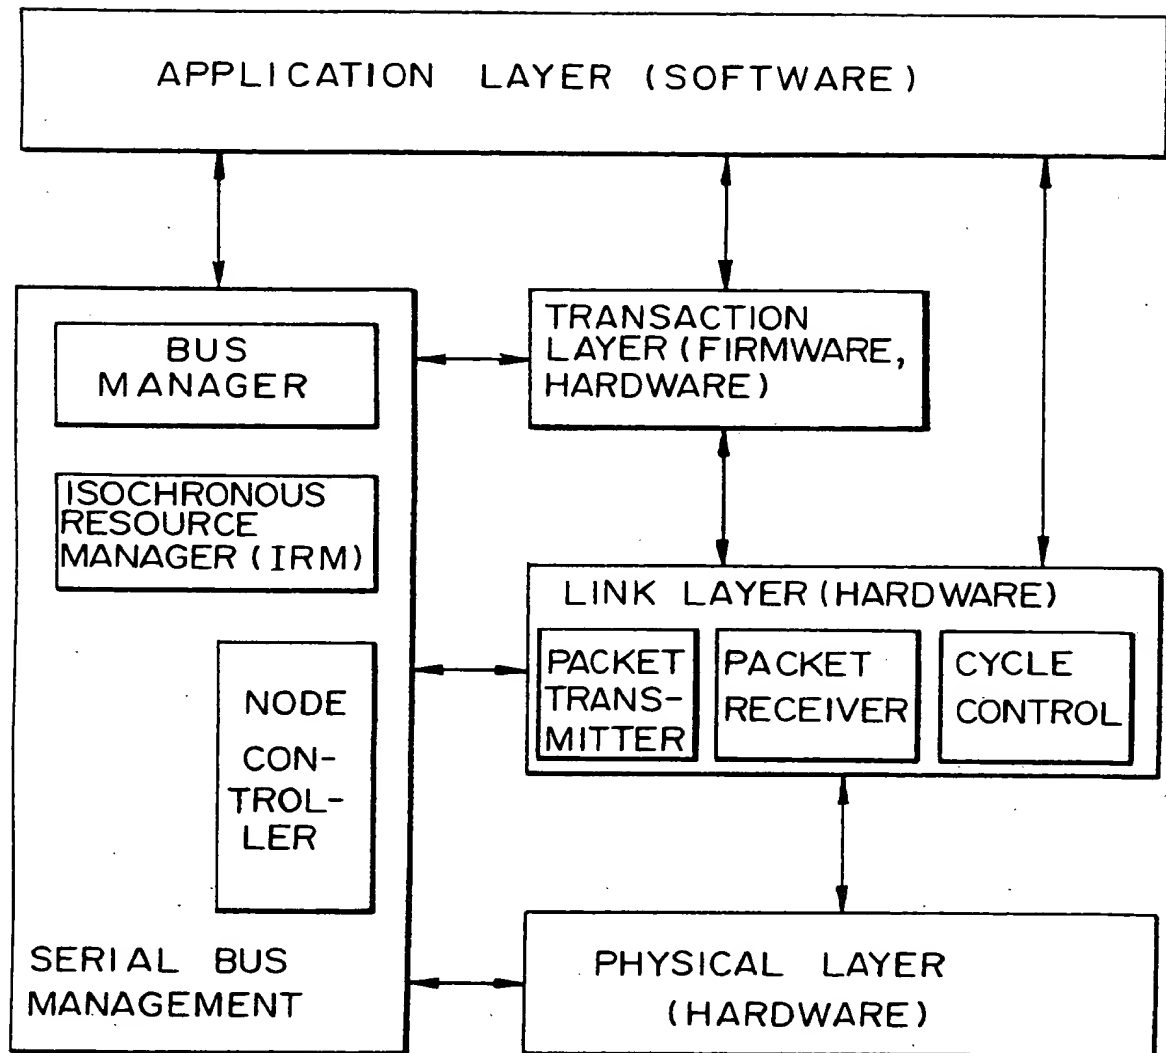 APPLICATION LAYER (SOFTWARE)
BUS
MANAGER
TRANSACTION
LAYER (FIRMWARE,
HARDWARE)
ISOCHRONOUS
RESOURCE
MANAGER (IRM)
LINK LAYER (HARDWARE)
PACKET
TRANS-
MITTER
PACKET
RECEIVER
CYCLE
CONTROL
NODE
CON-
TROL-
LER
SERIAL BUS
MANAGEMENT
PHYSICAL LAYER
(HARDWARE)